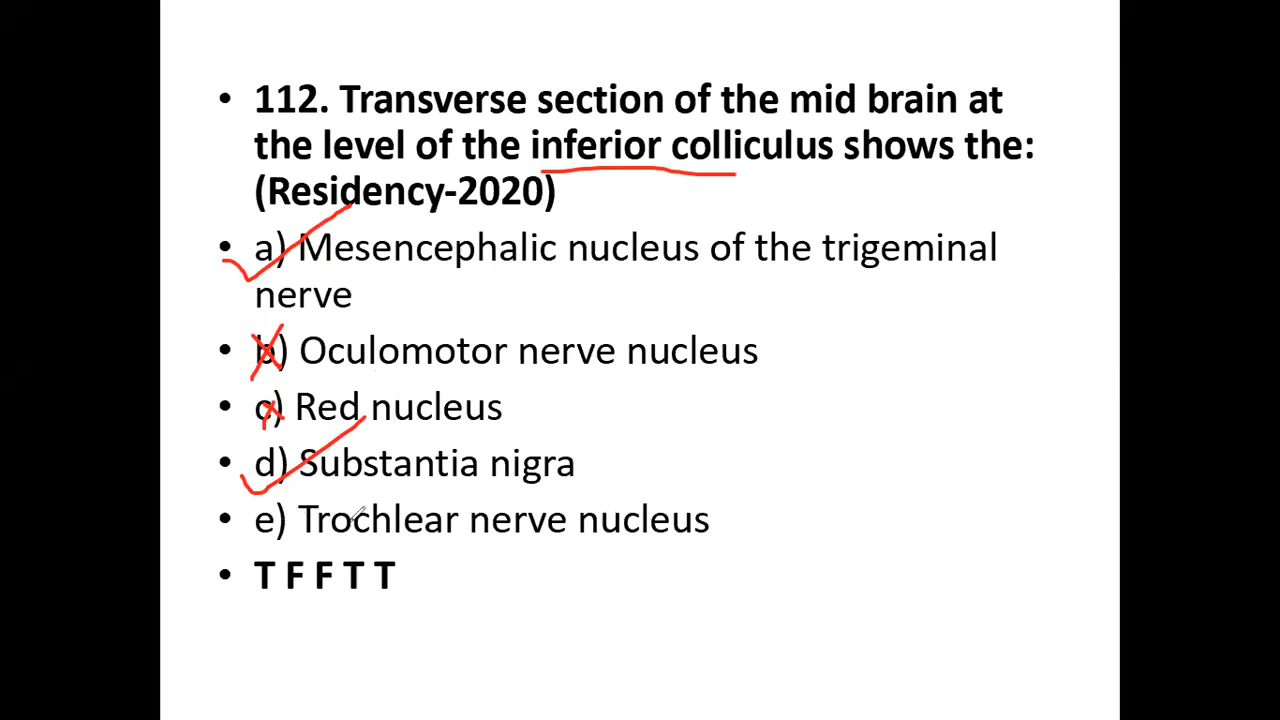 • 112. Transverse section of the mid brain at
the level of the inferior colliculus shows the:
(Residency-2020)
• a) Mesencephalic nucleus of the trigeminal
nerve
• b) Oculomotor nerve nucleus
• c) Red nucleus
• d) Substantia nigra
• e) Trochlear nerve nucleus
• T F F T T